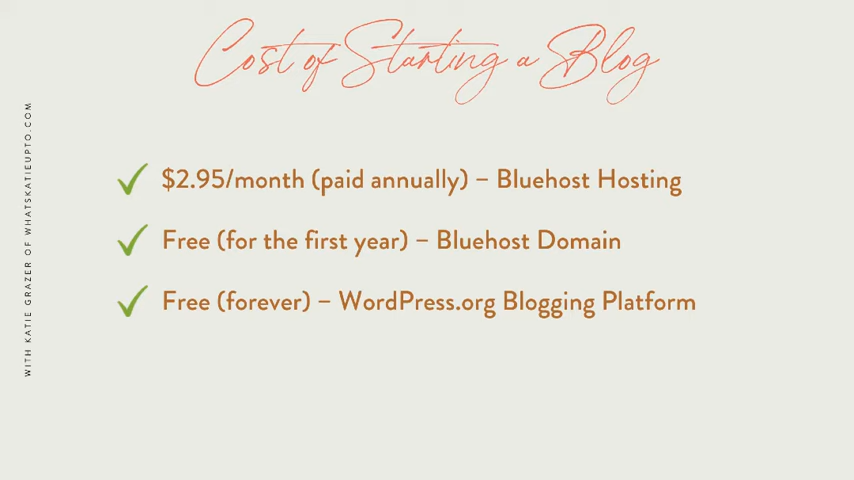 Cost of Starting a Blog
$2.95/month (paid annually) – Bluehost Hosting
Free (for the first year) – Bluehost Domain
Free (forever) – WordPress.org Blogging Platform
WITH KATIE GRAZER OF WHATSKATIEUPTO.COM